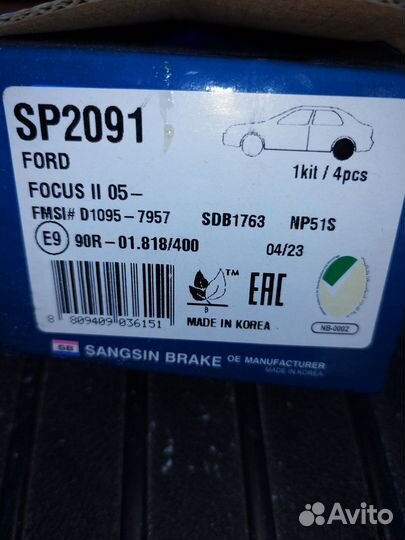 SP2091
FORD
1kit / 4pcs
FOCUS II 05-
FMSI# D1095-7957 SDB1763 NP51S
E9 90R-01.818/400 04/23
TM
B
EAC
8 809409 036151
MADE IN KOREA
NB-0002
SB SANGSIN BRAKE OE MANUFACTURER
MADE IN KOREA
Avito